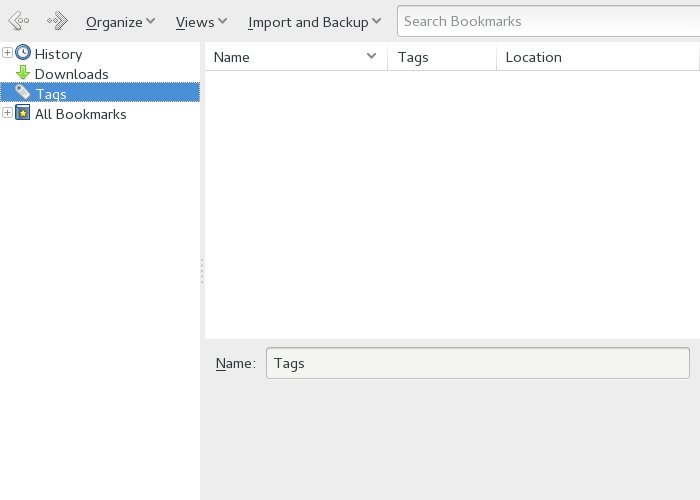 Organize Views Import and Backup Search Bookmarks
History
Downloads
Tags
All Bookmarks
Name Tags Location
Name: Tags